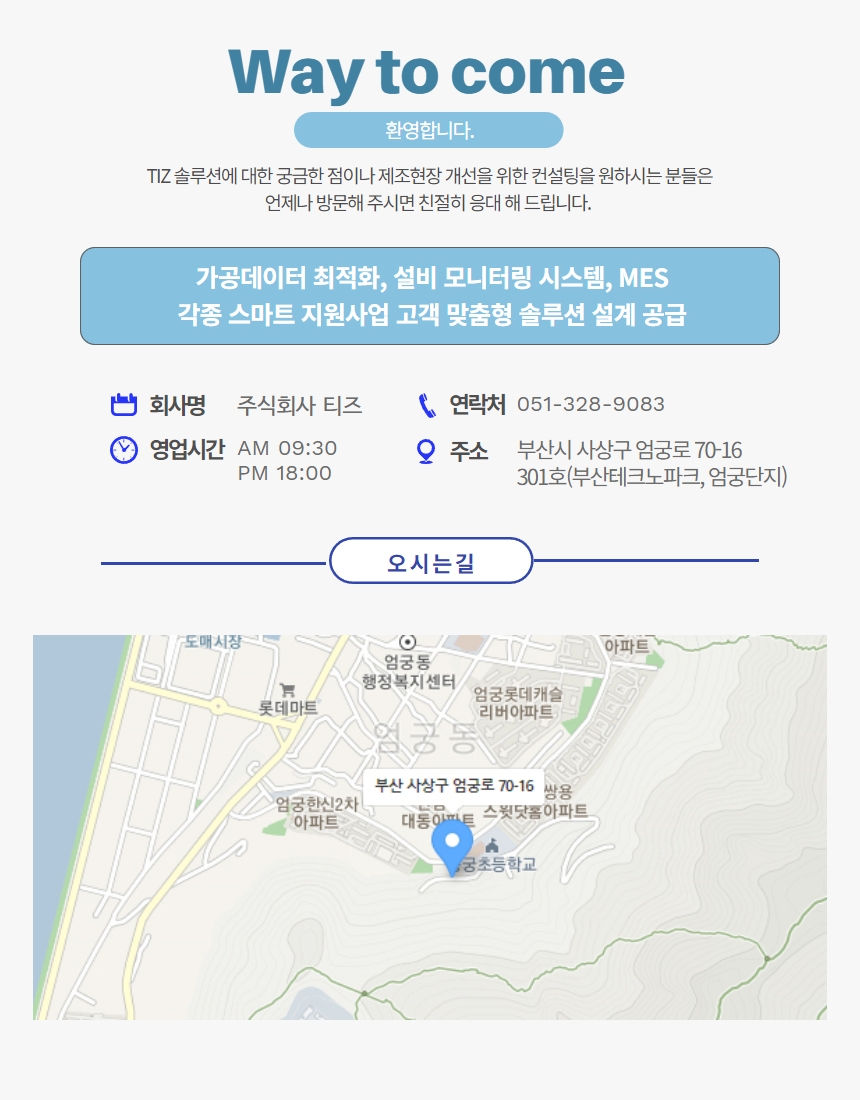 Way to come
환영합니다.
TIZ 솔루션에 대한 궁금한 점이나 제조현장 개선을 위한 컨설팅을 원하시는 분들은
언제나 방문해 주시면 친절히 응대 해 드립니다.
가공데이터 최적화, 설비 모니터링 시스템, MES
각종 스마트 지원사업 고객 맞춤형 솔루션 설계 공급
회사명 주식회사 티즈
연락처 051-328-9083
영업시간 AM 09:30
PM 18:00
주소 부산시 사상구 엄궁로 70-16
301호(부산테크노파크, 엄궁단지)
오시는길
도매시장
엄궁동
행정복지센터
아파트
롯데마트
엄궁롯데캐슬
리버아파트
엄궁동
부산 사상구 엄궁로 70-16
엄궁한신2차
아파트
대동아파트
쌍용
스윗닷홈아파트
궁초등학교